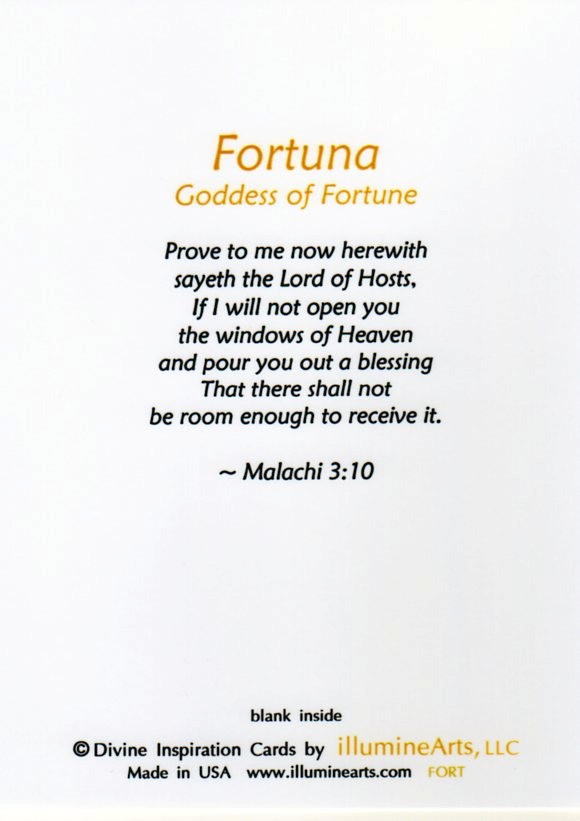 Fortuna
Goddess of Fortune
Prove to me now herewith
sayeth the Lord of Hosts,
If I will not open you
the windows of Heaven
and pour you out a blessing
That there shall not
be room enough to receive it.
~ Malachi 3:10
blank inside
© Divine Inspiration Cards by illumineArts, LLC
Made in USA www.illuminearts.com FORT